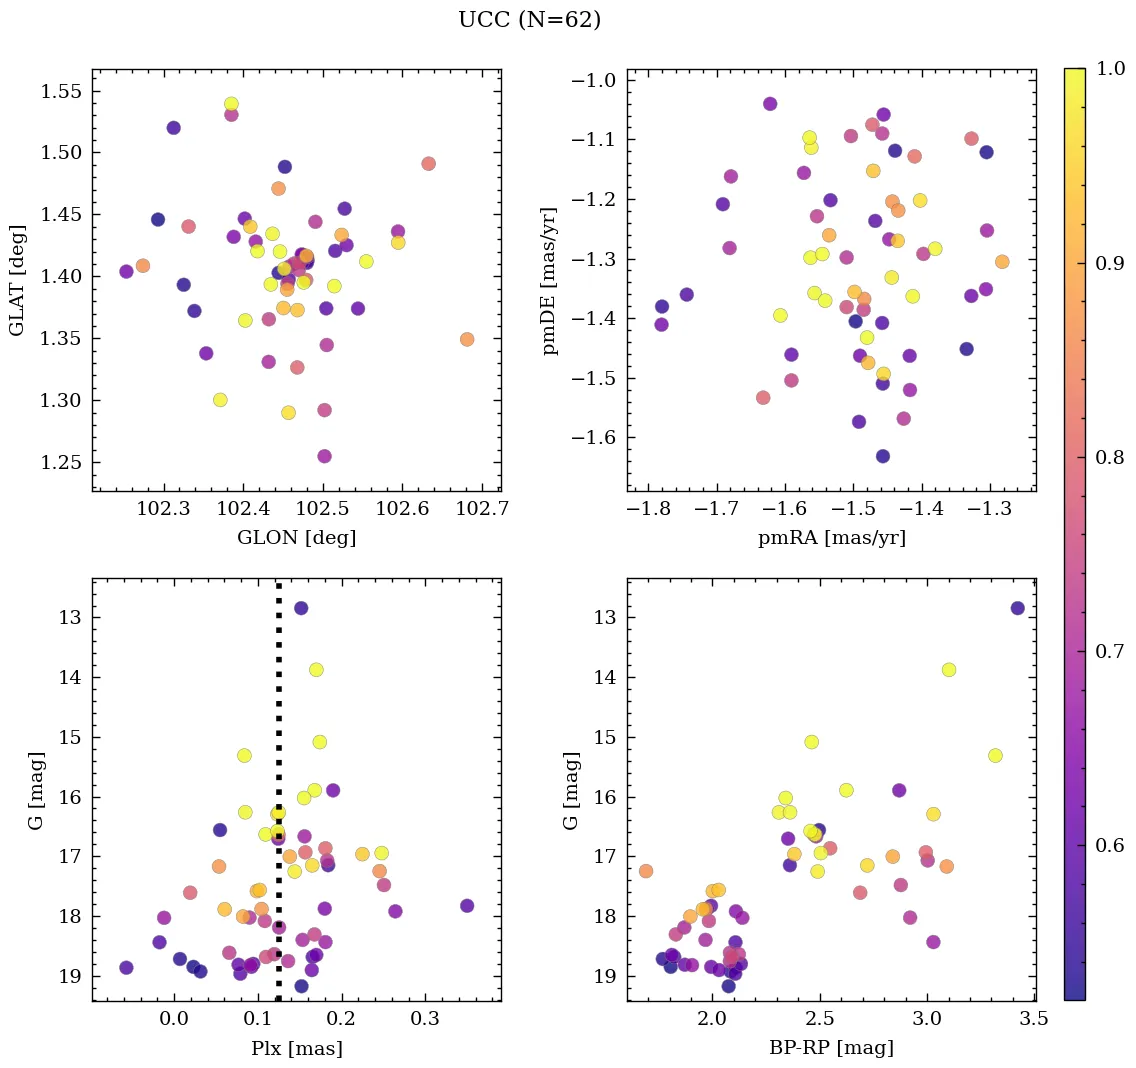 UCC (N=62)
1.55
1.50
1.45
1.40
1.35
1.30
1.25
GLAT [deg]
102.3 102.4 102.5 102.6 102.7
GLON [deg]
−1.0
−1.1
−1.2
−1.3
−1.4
−1.5
−1.6
pmDE [mas/yr]
−1.8 −1.7 −1.6 −1.5 −1.4 −1.3
pmRA [mas/yr]
13
14
15
16
17
18
19
G [mag]
0.0 0.1 0.2 0.3
Plx [mas]
13
14
15
16
17
18
19
G [mag]
2.0 2.5 3.0 3.5
BP-RP [mag]
1.0
0.9
0.8
0.7
0.6